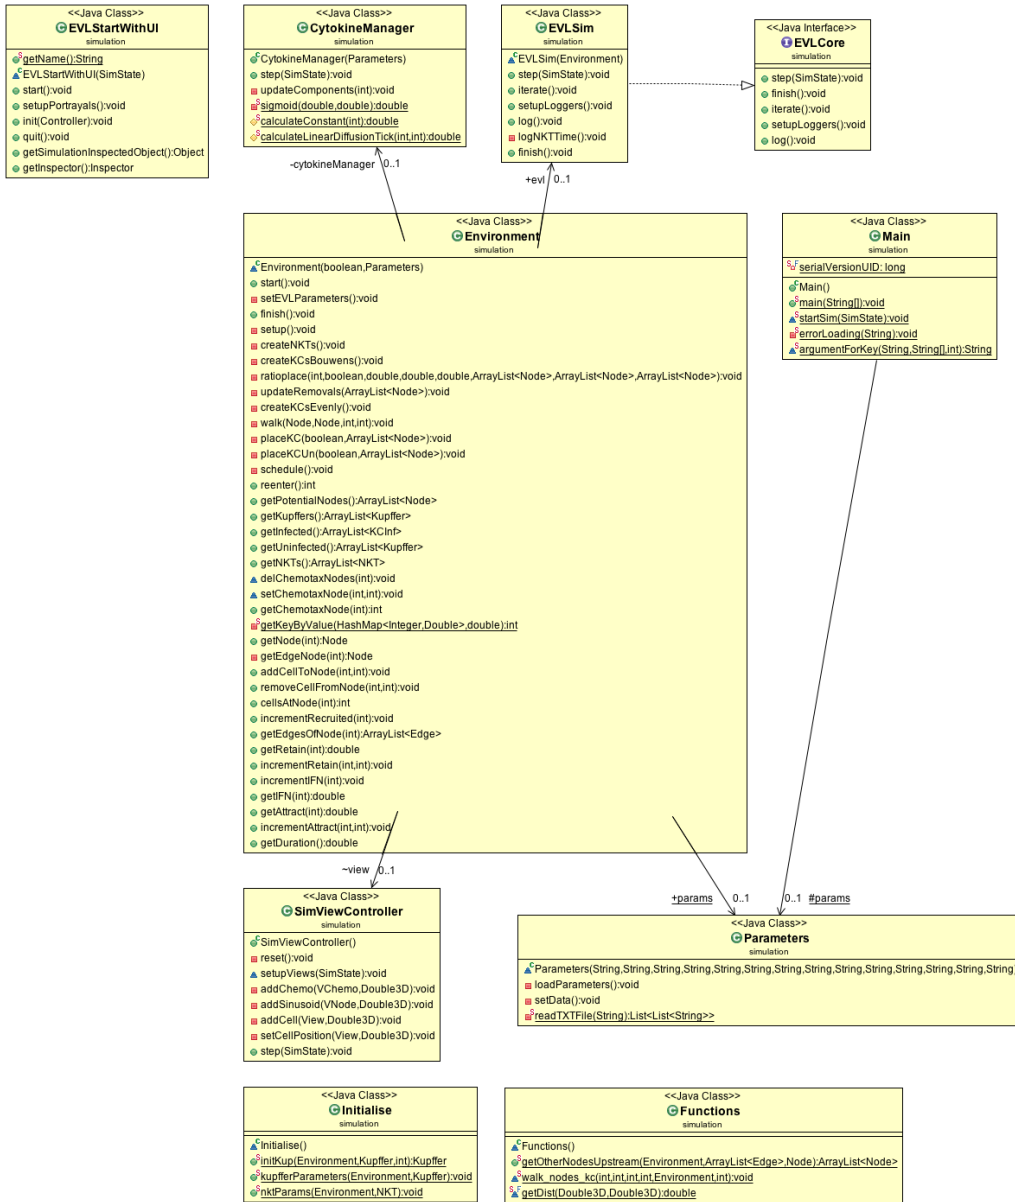 <<Java Class>>
EVLStartWithUI
simulation
getName():String
EVLStartWithUI(SimState)
start():void
setupPortrayals():void
init(Controller):void
quit():void
getSimulationInspectedObject():Object
getInspector():Inspector
<<Java Class>>
CytokineManager
simulation
CytokineManager(Parameters)
step(SimState):void
updateComponents(int):void
sigmoid(double,double):double
calculateConstant(int):double
calculateLinearDiffusionTick(int,int):double
<<Java Class>>
EVLSim
simulation
EVLSim(Environment)
step(SimState):void
iterate():void
setupLoggers():void
log():void
logNKTTime():void
finish():void
<<Java Interface>>
EVLCore
simulation
step(SimState):void
finish():void
iterate():void
setupLoggers():void
log():void
-cytokineManager 0..1
+evl 0..1
<<Java Class>>
Environment
simulation
Environment(boolean,Parameters)
start():void
setEVLParameters():void
finish():void
setup():void
createNKTs():void
createKCsBouwens():void
ratioplace(int,boolean,double,double,double,ArrayList<Node>,ArrayList<Node>,ArrayList<Node>):void
updateRemovals(ArrayList<Node>):void
createKCsEvenly():void
walk(Node,Node,int,int):void
placeKC(boolean,ArrayList<Node>):void
placeKCUn(boolean,ArrayList<Node>):void
schedule():void
reenter():int
getPotentialNodes():ArrayList<Node>
getKupffers():ArrayList<Kupffer>
getInfected():ArrayList<KCInf>
getUninfected():ArrayList<Kupffer>
getNKTs():ArrayList<NKT>
delChemotaxNodes(int):void
setChemotaxNode(int,int):void
getChemotaxNode(int):int
getKeyByValue(HashMap<Integer,Double>,double):int
getNode(int):Node
getEdgeNode(int):Node
addCellToNode(int,int):void
removeCellFromNode(int,int):void
cellsAtNode(int):int
incrementRecruited(int):void
getEdgesOfNode(int):ArrayList<Edge>
getRetain(int):double
incrementRetain(int,int):void
incrementIFN(int):void
getIFN(int):double
getAttract(int):double
incrementAttract(int,int):void
getDuration():double
<<Java Class>>
Main
simulation
serialVersionUID: long
Main()
main(String[]):void
startSim(SimState):void
errorLoading(String):void
argumentForKey(String,String[],int):String
~view 0..1
+params 0..1
0..1 #params
<<Java Class>>
SimViewController
simulation
SimViewController()
reset():void
setupViews(SimState):void
addChemo(VChemo,Double3D):void
addSinusoid(VNode,Double3D):void
addCell(View,Double3D):void
setCellPosition(View,Double3D):void
step(SimState):void
<<Java Class>>
Parameters
simulation
Parameters(String,String,String,String,String,String,String,String,String,String,String,String,String,String)
loadParameters():void
setData():void
readTXTFile(String):List<List<String>>
<<Java Class>>
Initialise
simulation
Initialise()
initKup(Environment,Kupffer,int):Kupffer
kupfferParameters(Environment,Kupffer):void
nktParams(Environment,NKT):void
<<Java Class>>
Functions
simulation
Functions()
getOtherNodesUpstream(Environment,ArrayList<Edge>,Node):ArrayList<Node>
walk_nodes_kc(int,int,int,int,Environment,int):void
getDist(Double3D,Double3D):double